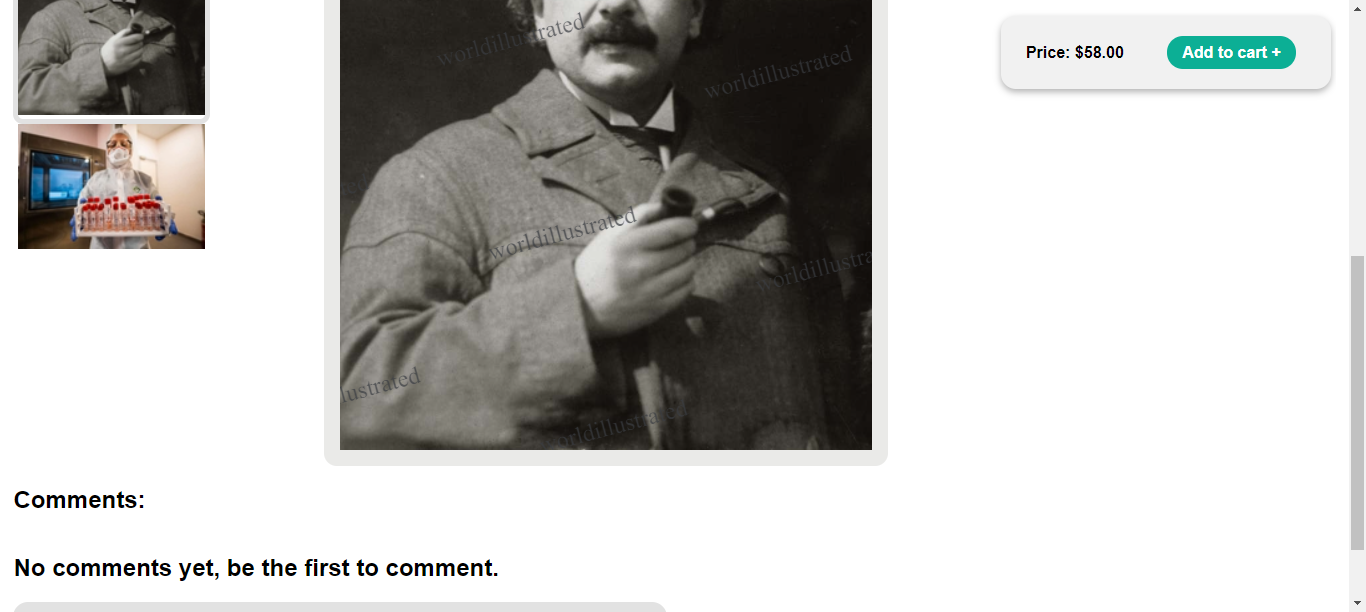 worldillustrated
worldillustrated
Price: $58.00
Add to cart +
worldillustrated
worldillustra
lustrated
worldillustrated
Comments:
No comments yet, be the first to comment.